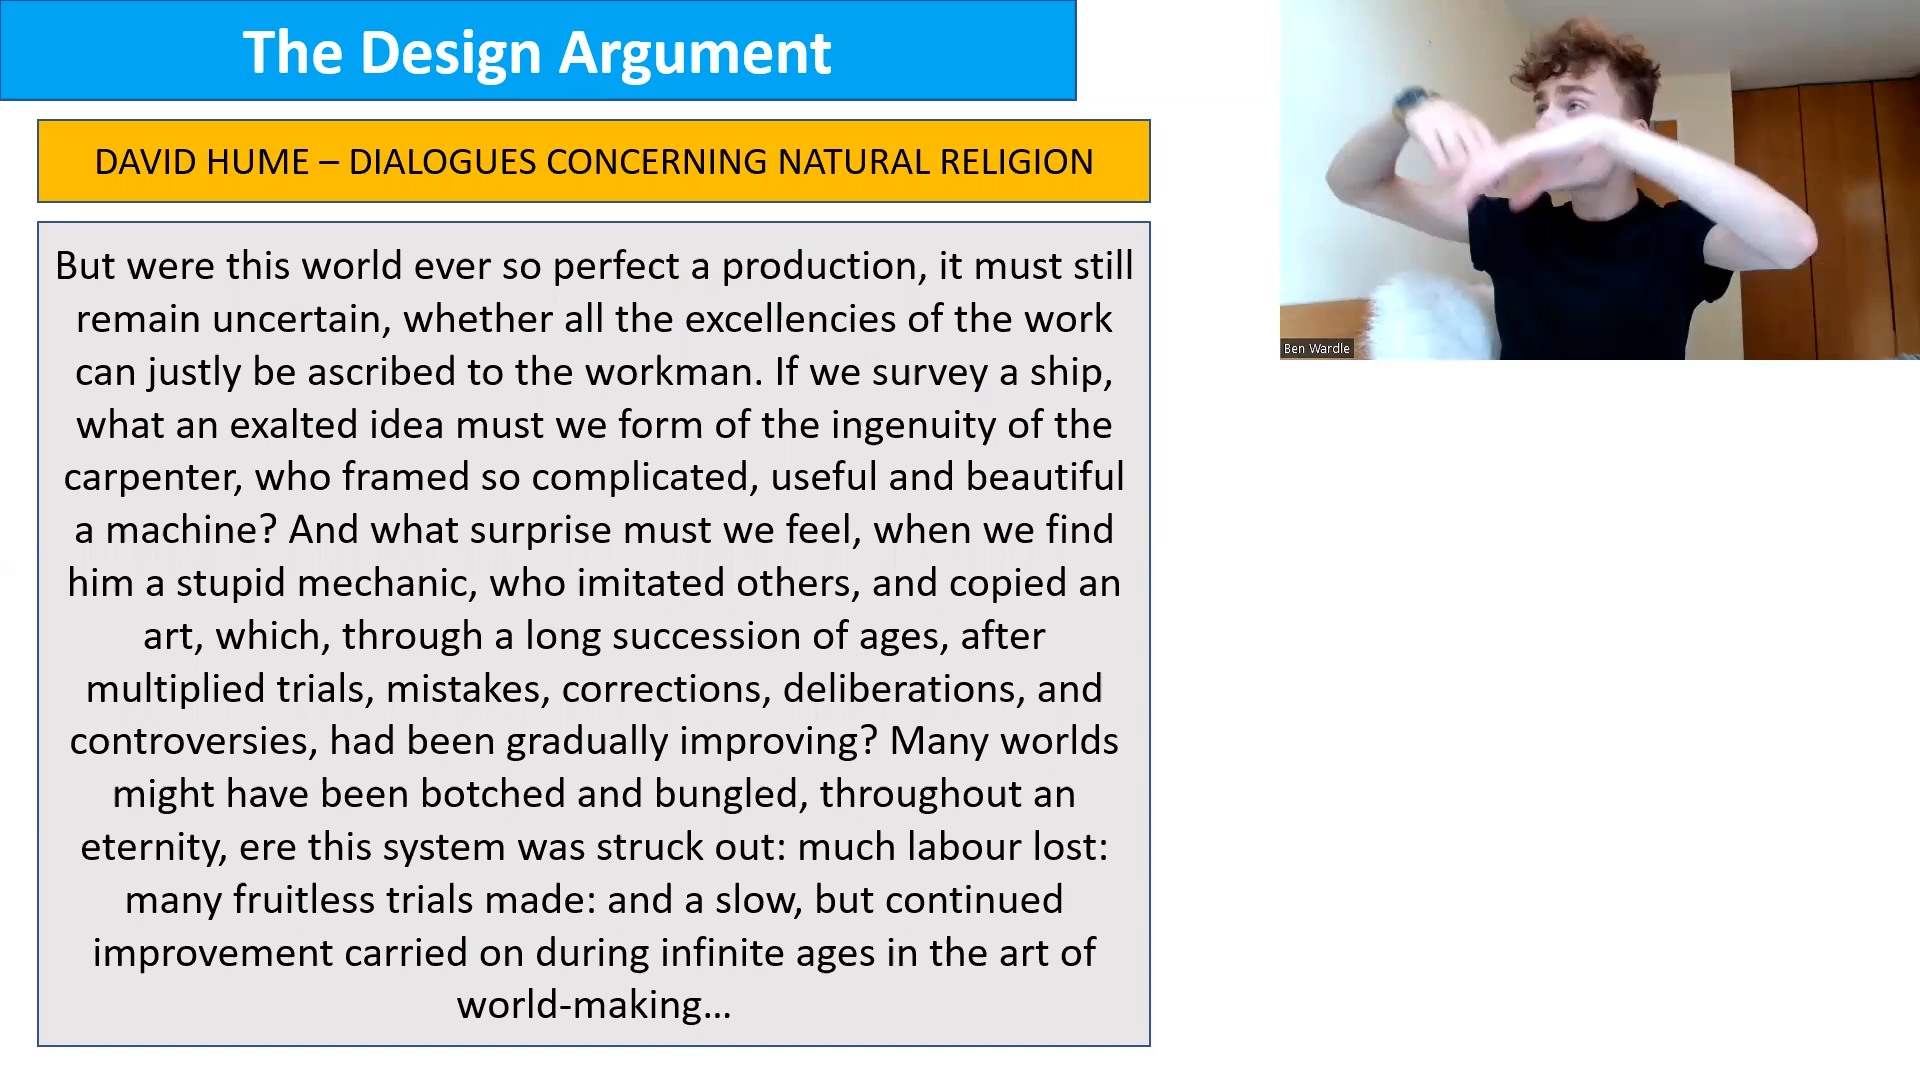 The Design Argument
DAVID HUME – DIALOGUES CONCERNING NATURAL RELIGION
But were this world ever so perfect a production, it must still
remain uncertain, whether all the excellencies of the work
can justly be ascribed to the workman. If we survey a ship,
what an exalted idea must we form of the ingenuity of the
carpenter, who framed so complicated, useful and beautiful
a machine? And what surprise must we feel, when we find
him a stupid mechanic, who imitated others, and copied an
art, which, through a long succession of ages, after
multiplied trials, mistakes, corrections, deliberations, and
controversies, had been gradually improving? Many worlds
might have been botched and bungled, throughout an
eternity, ere this system was struck out: much labour lost:
many fruitless trials made: and a slow, but continued
improvement carried on during infinite ages in the art of
world-making...
Ben Wardle